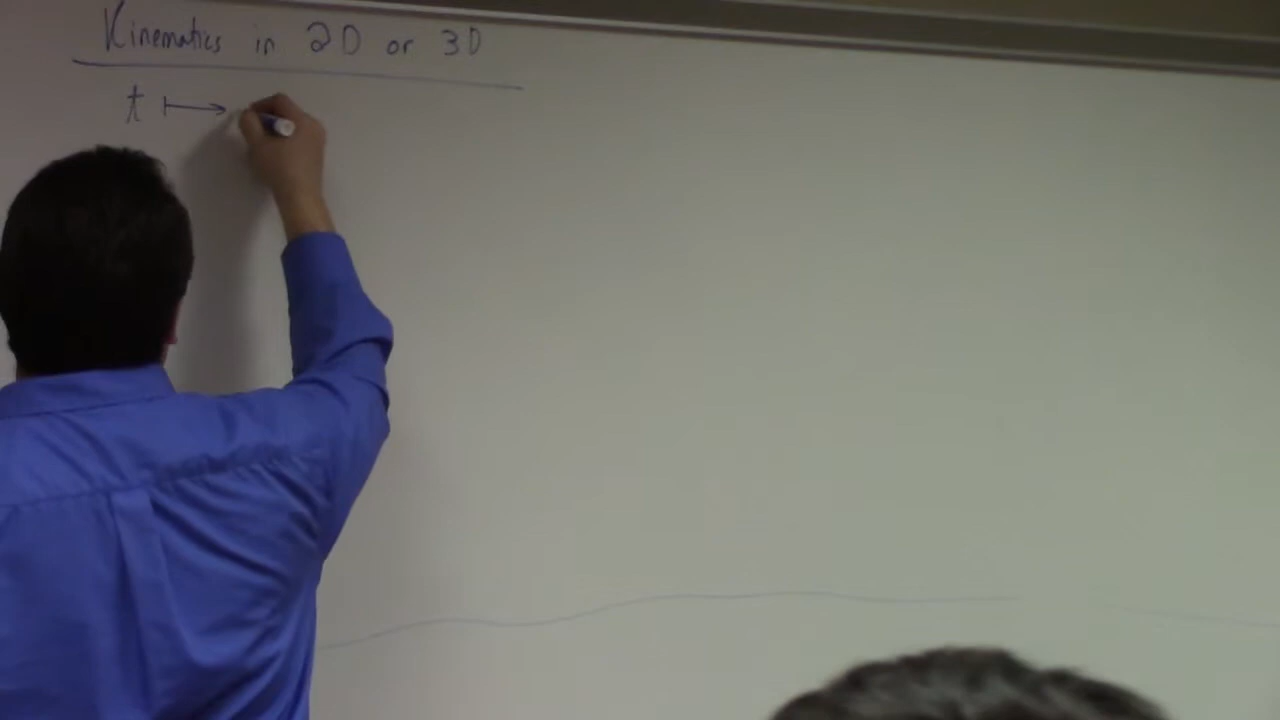 Kinematics in 2D or 3D
t ↦